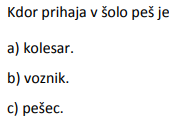 Kdor prihaja v šolo peš je
a) kolesar.
b) voznik.
c) pešec.